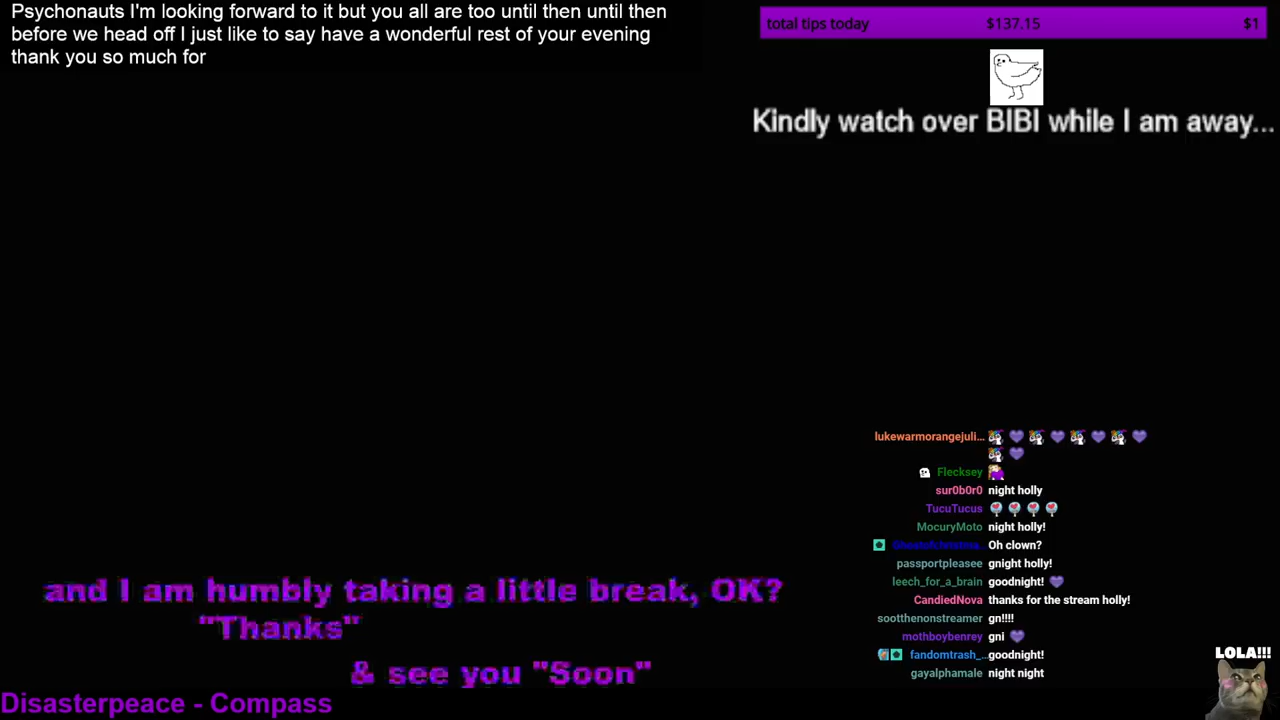 Psychonauts I'm looking forward to it but you all are too until then until then
before we head off I just like to say have a wonderful rest of your evening
thank you so much for
total tips today $137.15 $1
Kindly watch over BIBI while I am away...
lukewarmorangejuli...
Flecksey
sur0b0r0 night holly
TucuTucus
MocuryMoto night holly!
Oh clown?
passportpleasee gnight holly!
leech_for_a_brain goodnight!
CandiedNova thanks for the stream holly!
soothenonstreamer gn!!!!
mothboybenrey gni
fandomtrash_... goodnight!
gayalphamale night night
and I am humbly taking a little break, OK?
"Thanks"
& see you "Soon"
LOLA!!!
Disasterpeace - Compass